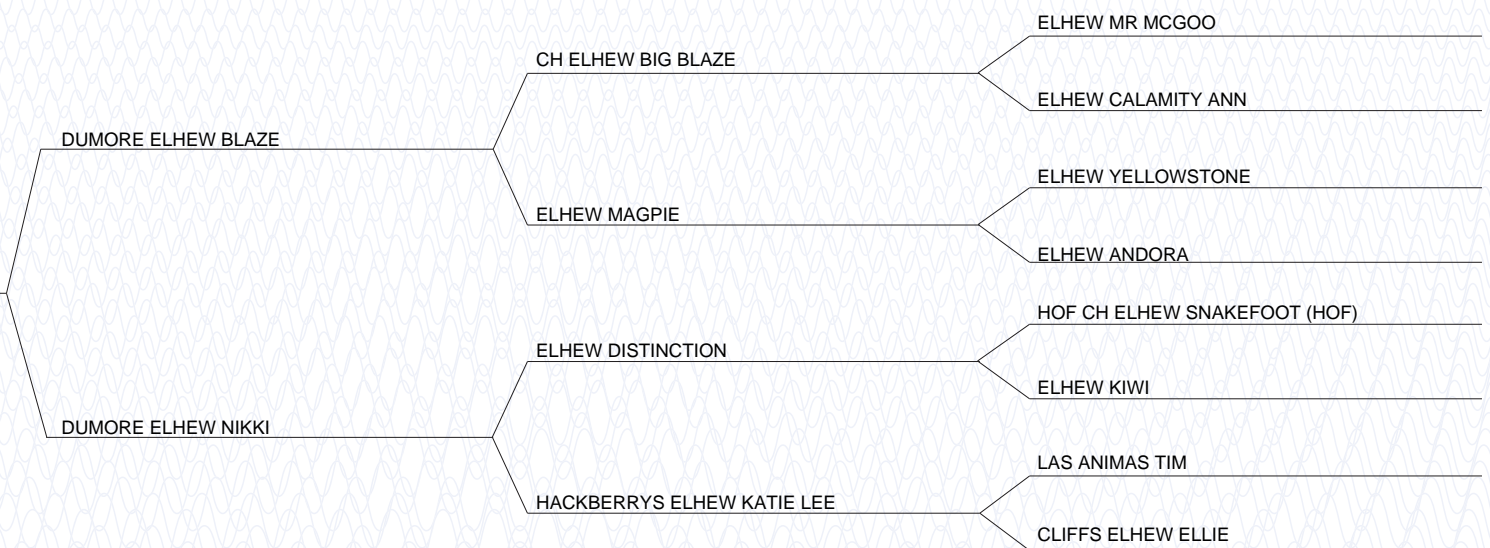 ELHEW MR MCGOO
CH ELHEW BIG BLAZE
ELHEW CALAMITY ANN
DUMORE ELHEW BLAZE
ELHEW YELLOWSTONE
ELHEW MAGPIE
ELHEW ANDORA
HOF CH ELHEW SNAKEFOOT (HOF)
ELHEW DISTINCTION
ELHEW KIWI
DUMORE ELHEW NIKKI
LAS ANIMAS TIM
HACKBERRYS ELHEW KATIE LEE
CLIFFS ELHEW ELLIE